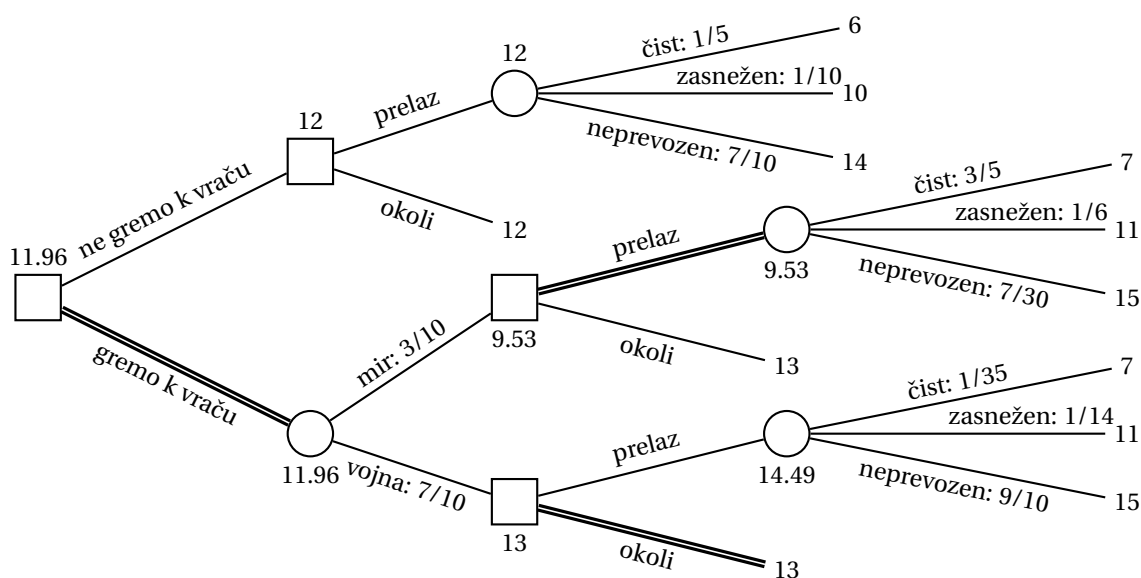 12
čist: 1/5
6
zasnežen: 1/10
10
neprevozen: 7/10
14
prelaz
12
ne gremo k vraču
okoli
12
11.96
gremo k vraču
čist: 3/5
7
zasnežen: 1/6
11
neprevozen: 7/30
15
prelaz
9.53
mir: 3/10
9.53
okoli
13
čist: 1/35
7
zasnežen: 1/14
11
neprevozen: 9/10
15
prelaz
14.49
11.96
vojna: 7/10
13
okoli
13